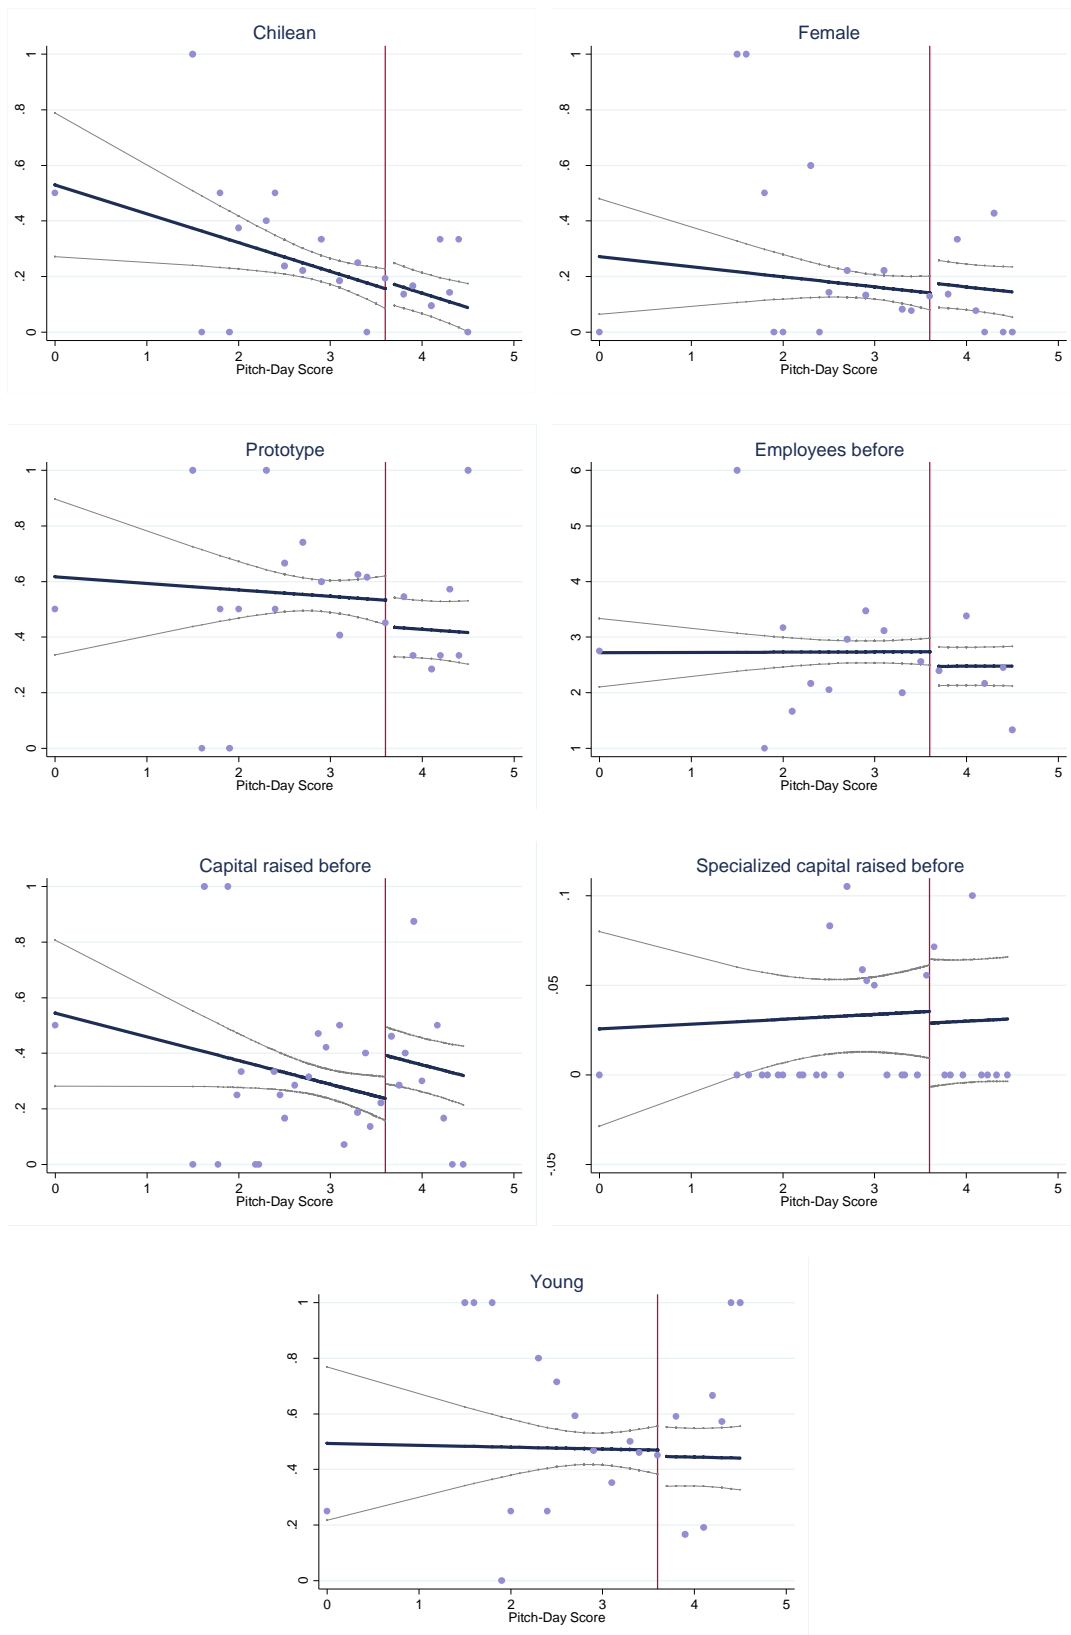 Chilean
1
.8
.6
.4
.2
0
0 1 2 3 4 5
Pitch-Day Score
Female
1
.8
.6
.4
.2
0
0 1 2 3 4 5
Pitch-Day Score
Prototype
1
.8
.6
.4
.2
0
0 1 2 3 4 5
Pitch-Day Score
Employees before
6
5
4
3
2
1
0 1 2 3 4 5
Pitch-Day Score
Capital raised before
1
.8
.6
.4
.2
0
0 1 2 3 4 5
Pitch-Day Score
Specialized capital raised before
.1
.05
0
-.05
0 1 2 3 4 5
Pitch-Day Score
Young
1
.8
.6
.4
.2
0
0 1 2 3 4 5
Pitch-Day Score